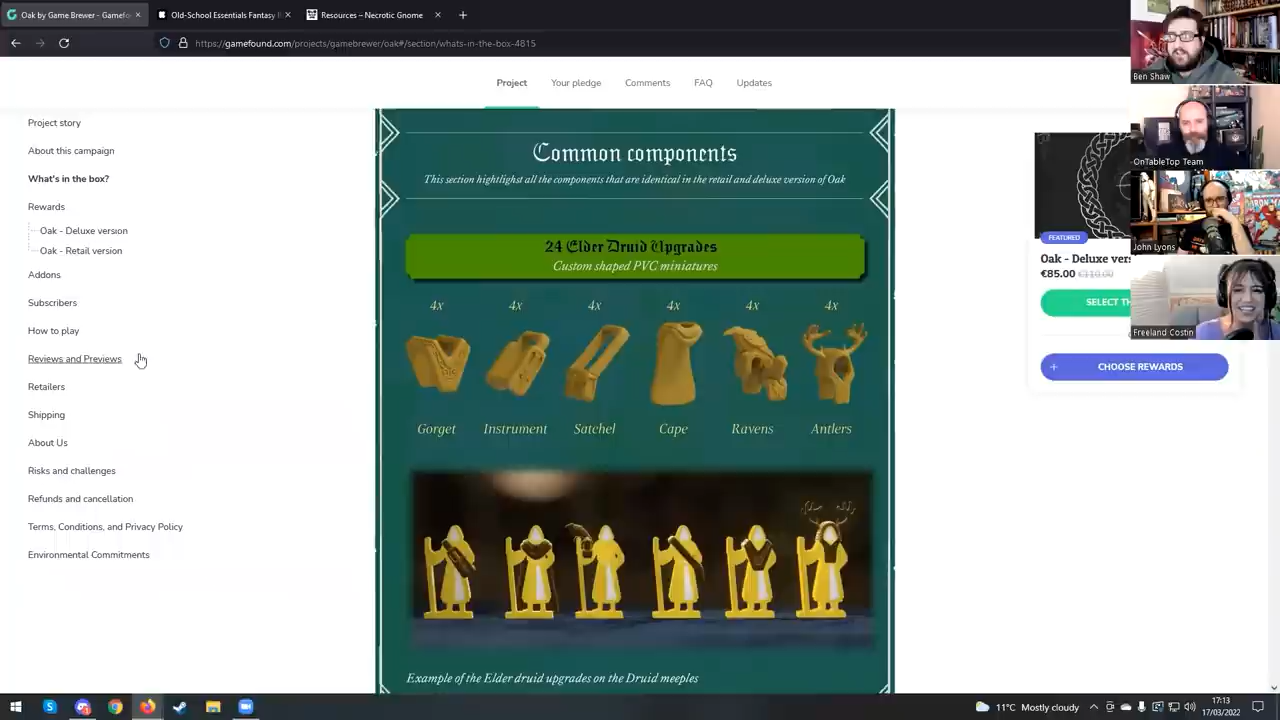 Oak by Game Brewer - Gamefo
Old-School Essentials Fantasy R
Resources – Necrotic Gnome
https://gamefound.com/projects/gamebrewer/oak#/section/whats-in-the-box-4815
Project
Your pledge
Comments
FAQ
Updates
Project story
About this campaign
What's in the box?
Rewards
Oak - Deluxe version
Oak - Retail version
Addons
Subscribers
How to play
Reviews and Previews
Retailers
Shipping
About Us
Risks and challenges
Refunds and cancellation
Terms, Conditions, and Privacy Policy
Environmental Commitments
Common components
This section hightlighst all the components that are identical in the retail and deluxe version of Oak
24 Elder Druid Upgrades
Custom shaped PVC miniatures
4x 4x 4x 4x 4x 4x
Gorget Instrument Satchel Cape Ravens Antlers
Example of the Elder druid upgrades on the Druid meeples
FEATURED
Oak - Deluxe vers
€85.00 €110.00
SELECT TH
CHOOSE REWARDS
Ben Shaw
OnTableTop Team
John Lyons
Freeland Costin
11°C Mostly cloudy
17:13
17/03/2022